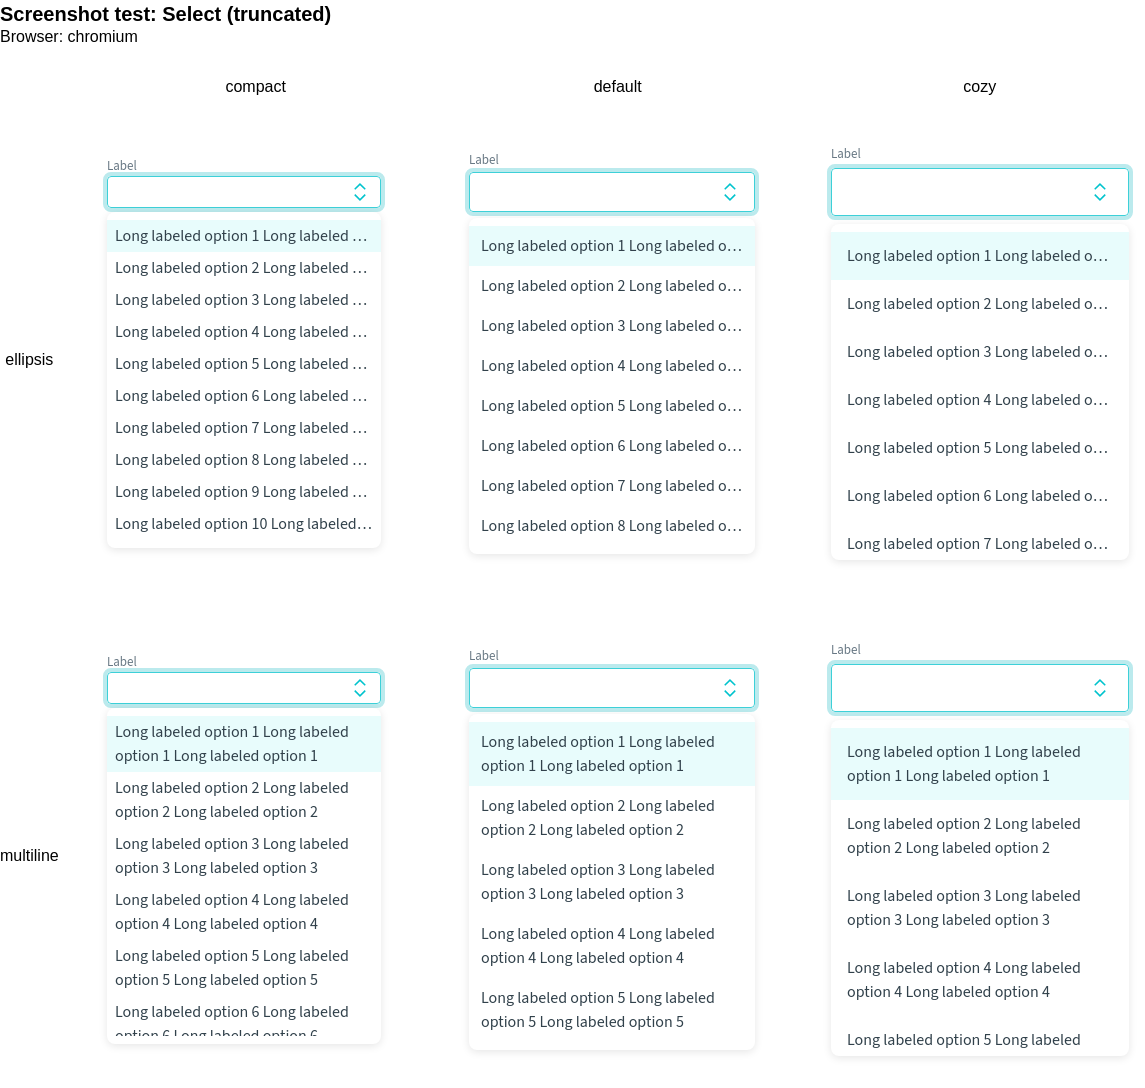 Screenshot test: Select (truncated)
Browser: chromium
compact
default
cozy
ellipsis
Label
Long labeled option 1 Long labeled …
Long labeled option 2 Long labeled …
Long labeled option 3 Long labeled …
Long labeled option 4 Long labeled …
Long labeled option 5 Long labeled …
Long labeled option 6 Long labeled …
Long labeled option 7 Long labeled …
Long labeled option 8 Long labeled …
Long labeled option 9 Long labeled …
Long labeled option 10 Long labeled…
Label
Long labeled option 1 Long labeled o…
Long labeled option 2 Long labeled o…
Long labeled option 3 Long labeled o…
Long labeled option 4 Long labeled o…
Long labeled option 5 Long labeled o…
Long labeled option 6 Long labeled o…
Long labeled option 7 Long labeled o…
Long labeled option 8 Long labeled o…
Label
Long labeled option 1 Long labeled o…
Long labeled option 2 Long labeled o…
Long labeled option 3 Long labeled o…
Long labeled option 4 Long labeled o…
Long labeled option 5 Long labeled o…
Long labeled option 6 Long labeled o…
Long labeled option 7 Long labeled o…
multiline
Label
Long labeled option 1 Long labeled
option 1 Long labeled option 1
Long labeled option 2 Long labeled
option 2 Long labeled option 2
Long labeled option 3 Long labeled
option 3 Long labeled option 3
Long labeled option 4 Long labeled
option 4 Long labeled option 4
Long labeled option 5 Long labeled
option 5 Long labeled option 5
Long labeled option 6 Long labeled
option 6 Long labeled option 6
Label
Long labeled option 1 Long labeled
option 1 Long labeled option 1
Long labeled option 2 Long labeled
option 2 Long labeled option 2
Long labeled option 3 Long labeled
option 3 Long labeled option 3
Long labeled option 4 Long labeled
option 4 Long labeled option 4
Long labeled option 5 Long labeled
option 5 Long labeled option 5
Label
Long labeled option 1 Long labeled
option 1 Long labeled option 1
Long labeled option 2 Long labeled
option 2 Long labeled option 2
Long labeled option 3 Long labeled
option 3 Long labeled option 3
Long labeled option 4 Long labeled
option 4 Long labeled option 4
Long labeled option 5 Long labeled